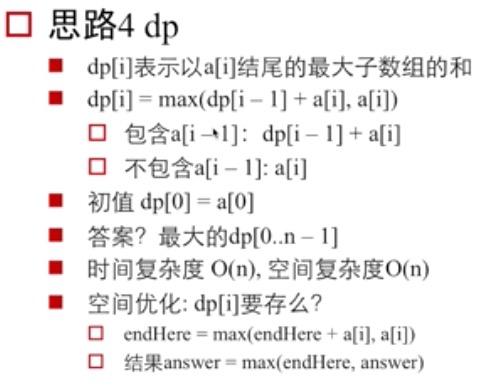 思路4 dp
dp[i]表示以a[i]结尾的最大子数组的和
dp[i] = max(dp[i – 1] + a[i], a[i])
包含a[i –1]：dp[i – 1] + a[i]
不包含a[i – 1]: a[i]
初值 dp[0] = a[0]
答案？最大的dp[0..n – 1]
时间复杂度 O(n), 空间复杂度O(n)
空间优化: dp[i]要存么？
endHere = max(endHere + a[i], a[i])
结果answer = max(endHere, answer)